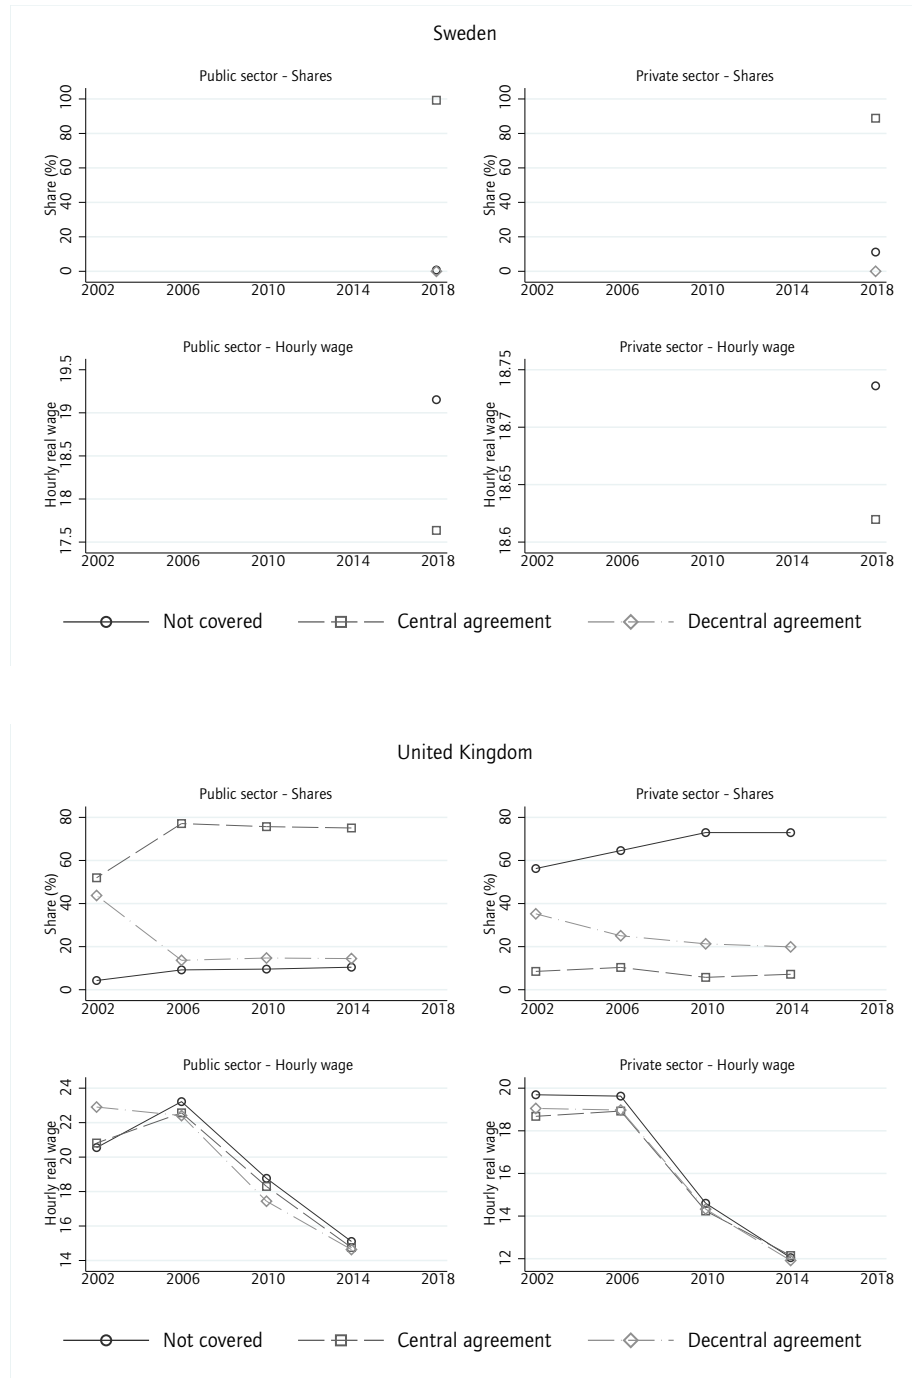 Sweden
Public sector - Shares
Private sector - Shares
Share (%)
100
80
60
40
20
0
2002 2006 2010 2014 2018
Share (%)
100
80
60
40
20
0
2002 2006 2010 2014 2018
Public sector - Hourly wage
Private sector - Hourly wage
Hourly real wage
19.5
19
18.5
18
17.5
2002 2006 2010 2014 2018
Hourly real wage
18.75
18.7
18.65
18.6
2002 2006 2010 2014 2018
Not covered Central agreement Decentral agreement
United Kingdom
Public sector - Shares
Private sector - Shares
Share (%)
80
60
40
20
0
2002 2006 2010 2014 2018
Share (%)
80
60
40
20
0
2002 2006 2010 2014 2018
Public sector - Hourly wage
Private sector - Hourly wage
Hourly real wage
24
22
20
18
16
14
2002 2006 2010 2014 2018
Hourly real wage
20
18
16
14
12
2002 2006 2010 2014 2018
Not covered Central agreement Decentral agreement